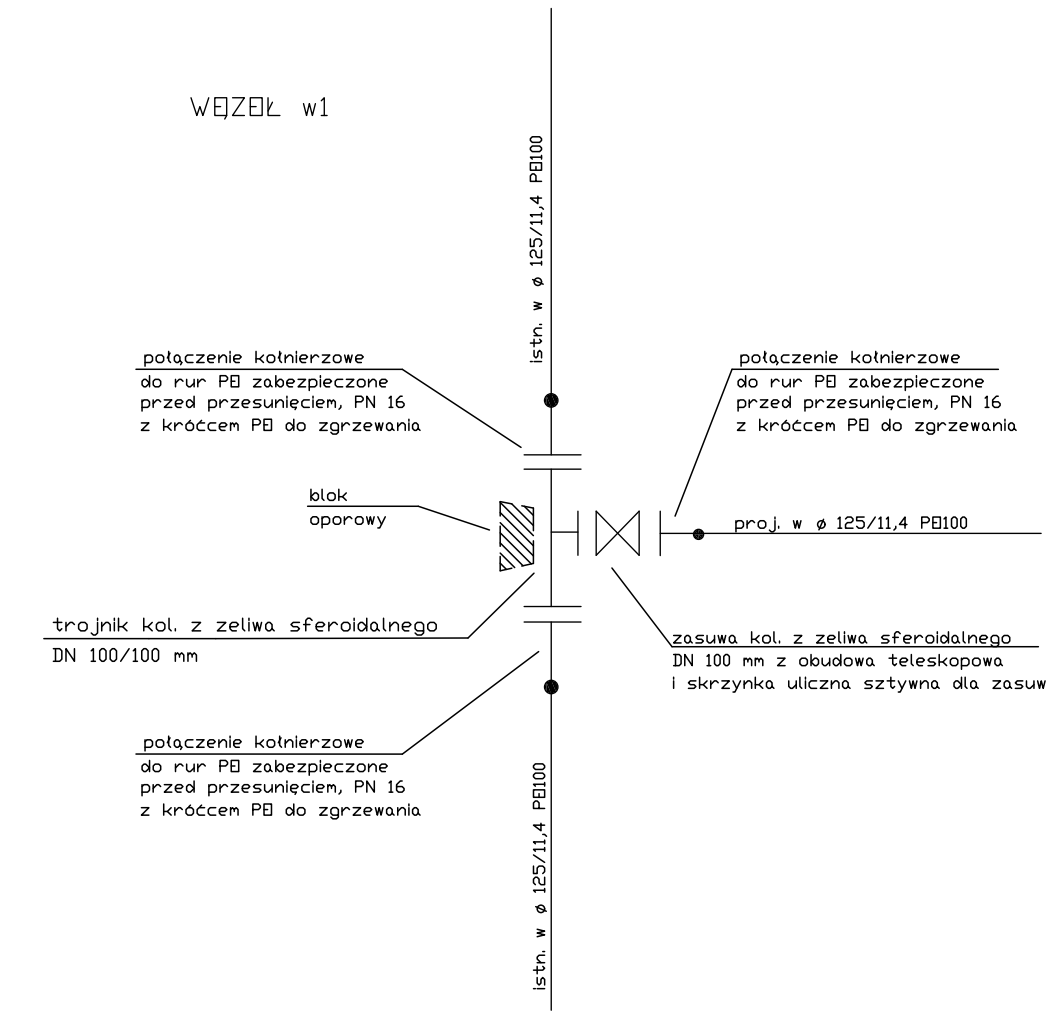 WĘZEŁ w1
istn. w ø 125/11,4 PE100
połączenie kołnierzowe
do rur PE zabezpieczone
przed przesunięciem, PN 16
z króćcem PE do zgrzewania
połączenie kołnierzowe
do rur PE zabezpieczone
przed przesunięciem, PN 16
z króćcem PE do zgrzewania
blok
oporowy
proj. w ø 125/11,4 PE100
trojnik kol. z zeliwa sferoidalnego
DN 100/100 mm
zasuwa kol. z zeliwa sferoidalnego
DN 100 mm z obudowa teleskopowa
i skrzynka uliczna sztywna dla zasuw
połączenie kołnierzowe
do rur PE zabezpieczone
przed przesunięciem, PN 16
z króćcem PE do zgrzewania
istn. w ø 125/11,4 PE100